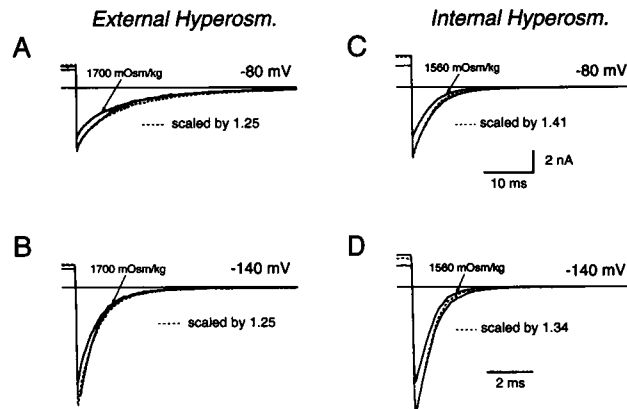 External Hyperosm.
Internal Hyperosm.
A
1700 mOsm/kg
-80 mV
scaled by 1.25
C
1560 mOsm/kg
-80 mV
scaled by 1.41
2 nA
10 ms
B
1700 mOsm/kg
-140 mV
scaled by 1.25
D
1560 mOsm/kg
-140 mV
scaled by 1.34
2 ms